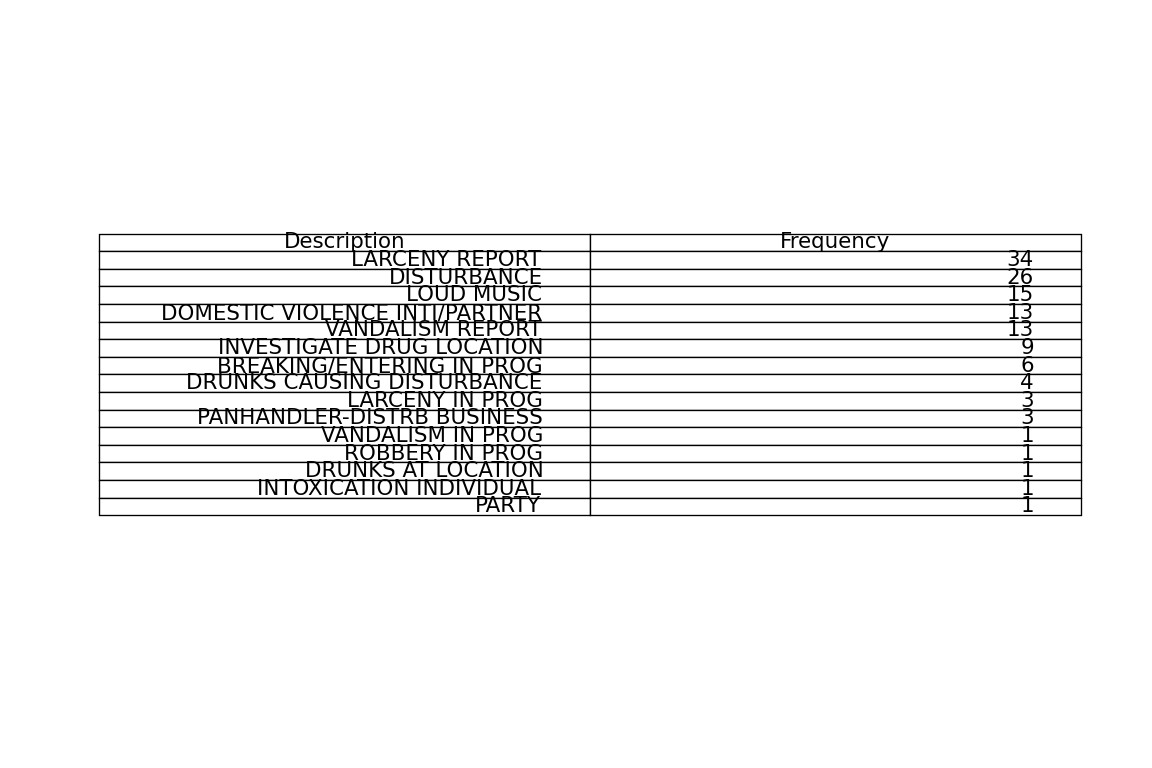 Description Frequency
LARCENY REPORT 34
DISTURBANCE 26
LOUD MUSIC 15
DOMESTIC VIOLENCE INTI/PARTNER 13
VANDALISM REPORT 13
INVESTIGATE DRUG LOCATION 9
BREAKING/ENTERING IN PROG 6
DRUNKS CAUSING DISTURBANCE 4
LARCENY IN PROG 3
PANHANDLER-DISTRB BUSINESS 3
VANDALISM IN PROG 1
ROBBERY IN PROG 1
DRUNKS AT LOCATION 1
INTOXICATION INDIVIDUAL 1
PARTY 1